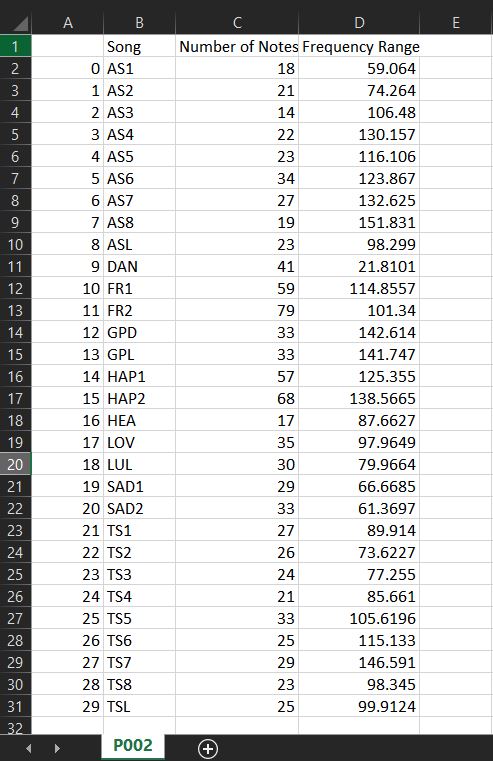 A B C D E
1 Song Number of Notes Frequency Range
2 0 AS1 18 59.064
3 1 AS2 21 74.264
4 2 AS3 14 106.48
5 3 AS4 22 130.157
6 4 AS5 23 116.106
7 5 AS6 34 123.867
8 6 AS7 27 132.625
9 7 AS8 19 151.831
10 8 ASL 23 98.299
11 9 DAN 41 21.8101
12 10 FR1 59 114.8557
13 11 FR2 79 101.34
14 12 GPD 33 142.614
15 13 GPL 33 141.747
16 14 HAP1 57 125.355
17 15 HAP2 68 138.5665
18 16 HEA 17 87.6627
19 17 LOV 35 97.9649
20 18 LUL 30 79.9664
21 19 SAD1 29 66.6685
22 20 SAD2 33 61.3697
23 21 TS1 27 89.914
24 22 TS2 26 73.6227
25 23 TS3 24 77.255
26 24 TS4 21 85.661
27 25 TS5 33 105.6196
28 26 TS6 25 115.133
29 27 TS7 29 146.591
30 28 TS8 23 98.345
31 29 TSL 25 99.9124
32
P002